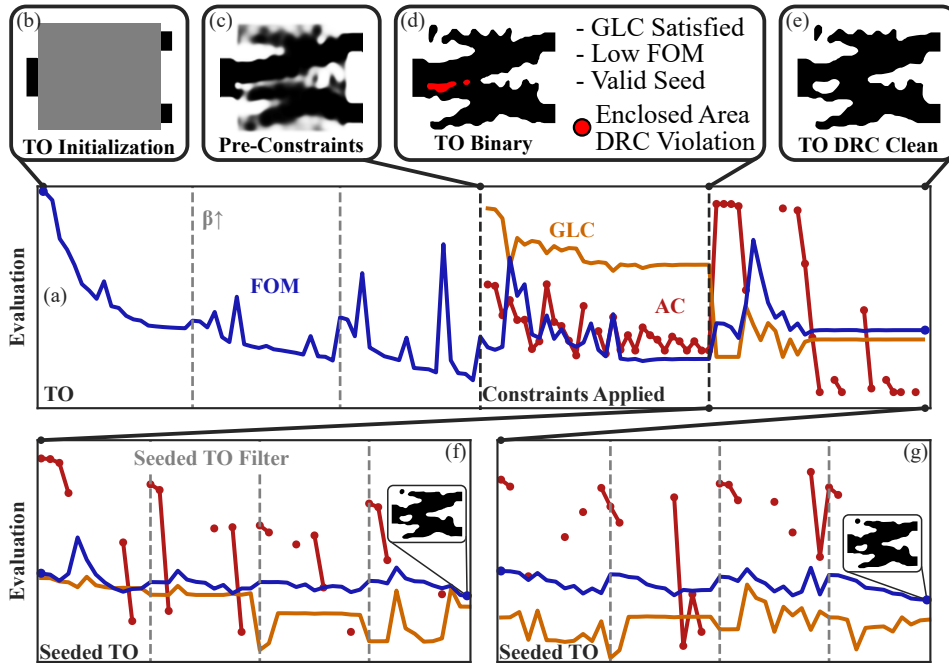 (b)
TO Initialization
(c)
Pre-Constraints
(d)
TO Binary
- GLC Satisfied
- Low FOM
- Valid Seed
Enclosed Area
DRC Violation
(e)
TO DRC Clean
Evaluation
(a)
β↑
FOM
GLC
AC
TO
Constraints Applied
Evaluation
Seeded TO Filter
(f)
Seeded TO
(g)
Seeded TO